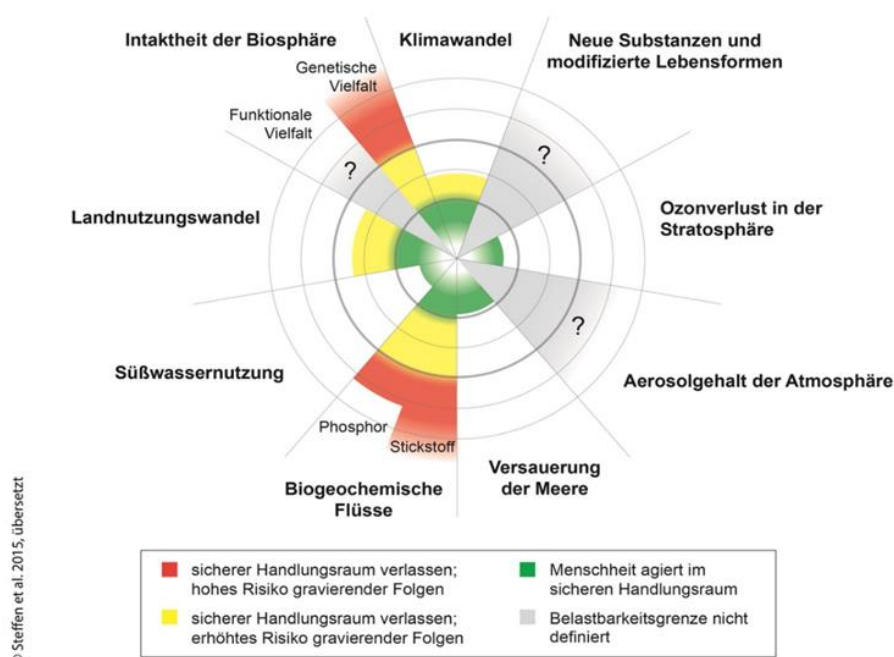 Intaktheit der Biosphäre
Klimawandel
Neue Substanzen und
modifizierte Lebensformen
Genetische
Vielfalt
Funktionale
Vielfalt
?
?
Landnutzungswandel
Ozonverlust in der
Stratosphäre
?
Süßwassernutzung
Aerosolgehalt der Atmosphäre
Phosphor
Stickstoff
Biogeochemische
Flüsse
Versauerung
der Meere
sicherer Handlungsraum verlassen;
hohes Risiko gravierender Folgen
sicherer Handlungsraum verlassen;
erhöhtes Risiko gravierender Folgen
Menschheit agiert im
sicheren Handlungsraum
Belastbarkeitsgrenze nicht
definiert
© Steffen et al. 2015, übersetzt